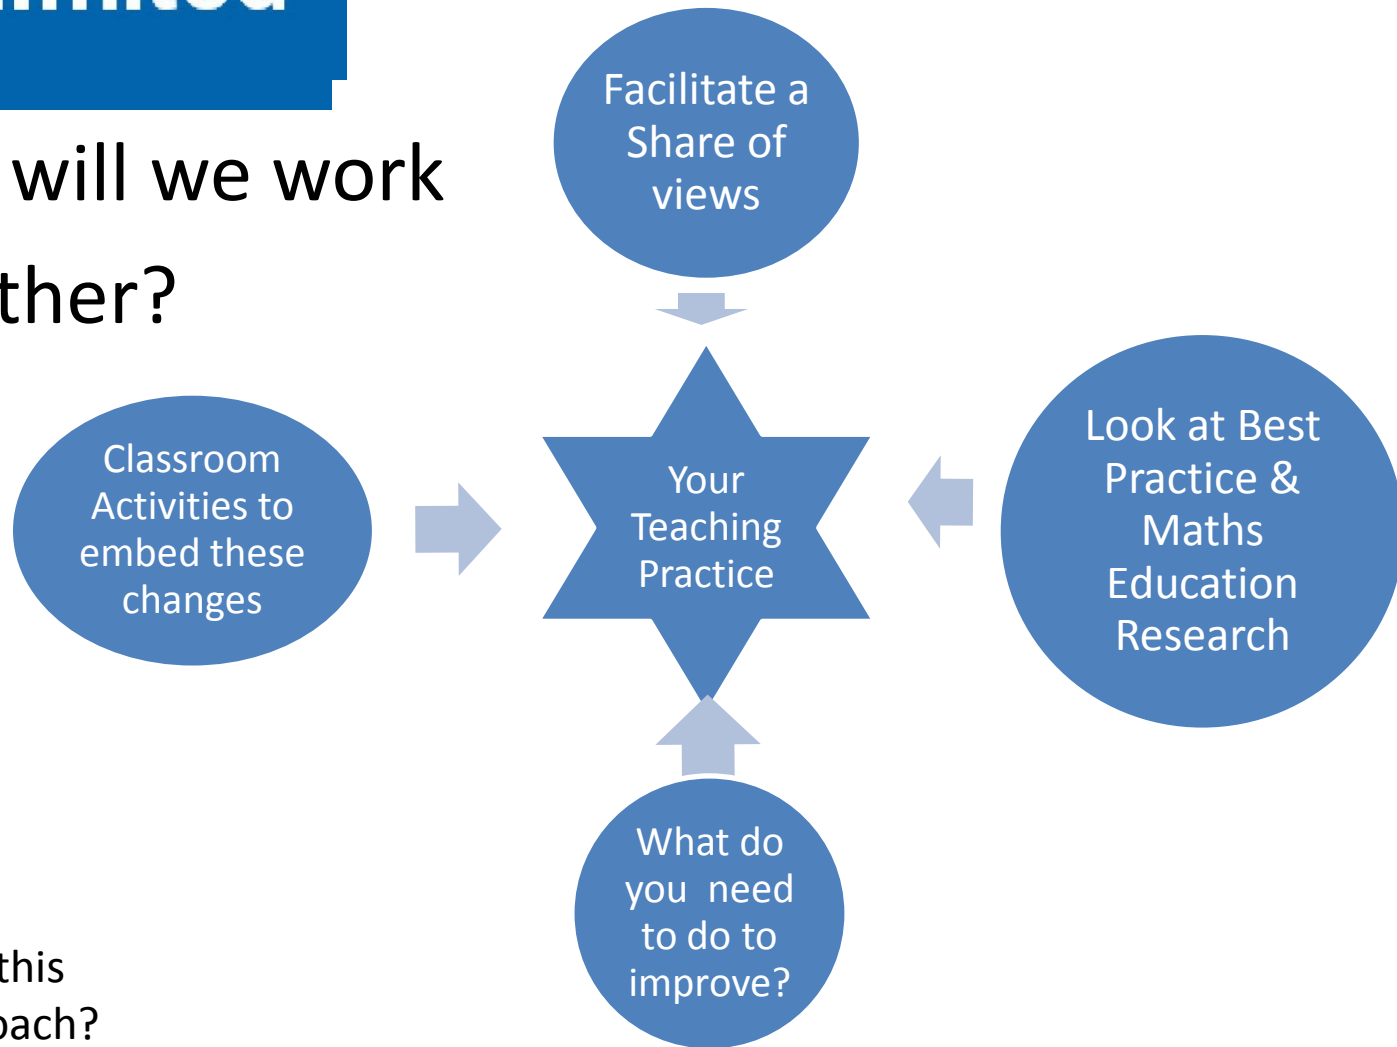 will we work
ther?
Facilitate a
Share of
views
Classroom
Activities to
embed these
changes
Your
Teaching
Practice
Look at Best
Practice &
Maths
Education
Research
What do
you  need
to do to
improve?
this
oach?